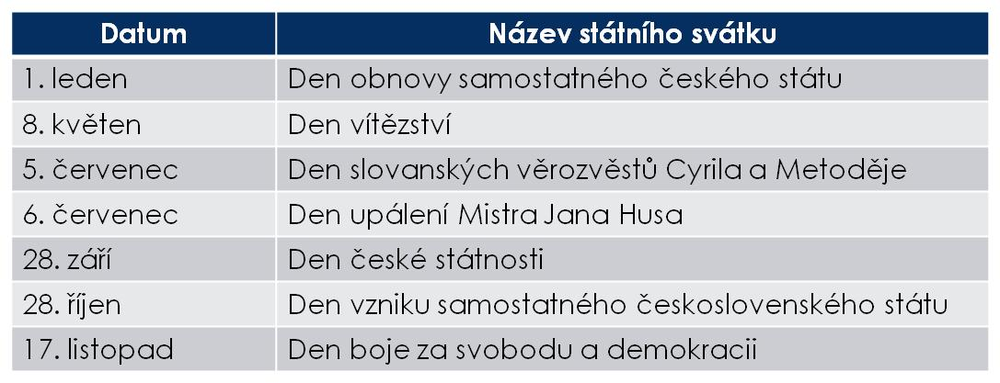 Datum Název státního svátku
1. leden Den obnovy samostatného českého státu
8. květen Den vítězství
5. červenec Den slovanských věrozvěstů Cyrila a Metoděje
6. červenec Den upálení Mistra Jana Husa
28. září Den české státnosti
28. říjen Den vzniku samostatného československého státu
17. listopad Den boje za svobodu a demokracii